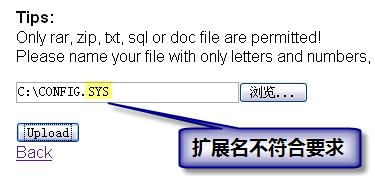 Tips:
Only rar, zip, txt, sql or doc file are permitted!
Please name your file with only letters and numbers,
C:\CONFIG.SYS 浏览...
Upload
扩展名不符合要求
Back